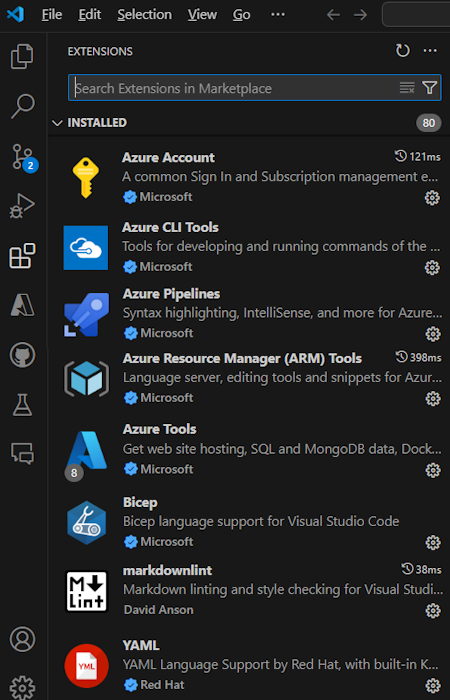 File Edit Selection View Go ...
EXTENSIONS
Search Extensions in Marketplace
INSTALLED 80
Azure Account 121ms
A common Sign In and Subscription management e...
Microsoft
2
Azure CLI Tools
Tools for developing and running commands of the ...
Microsoft
Azure Pipelines
Syntax highlighting, IntelliSense, and more for Azure...
Microsoft
Azure Resource Manager (ARM) Tools 398ms
Language server, editing tools and snippets for Azur...
Microsoft
Azure Tools
Get web site hosting, SQL and MongoDB data, Dock...
8 Microsoft
Bicep
Bicep language support for Visual Studio Code
Microsoft
markdownlint 38ms
Markdown linting and style checking for Visual Studi...
M Lint
David Anson
YAML
YAML Language Support by Red Hat, with built-in K...
YML
Red Hat